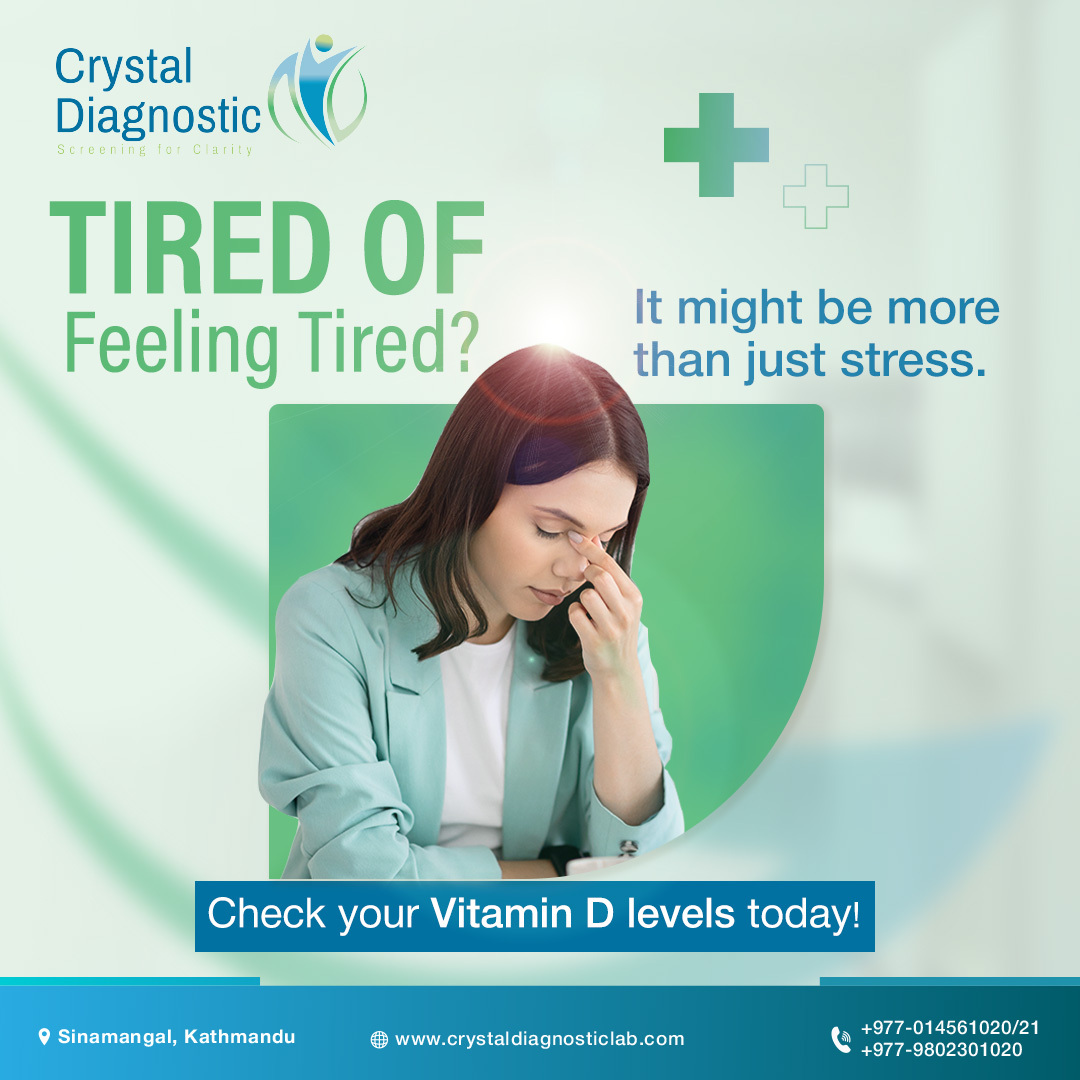 Crystal
Diagnostic
Screening for Clarity
TIRED OF
Feeling Tired?
It might be more
than just stress.
Check your Vitamin D levels today!
Sinamangal, Kathmandu
www.crystaldiagnosticlab.com
+977-014561020/21
+977-9802301020